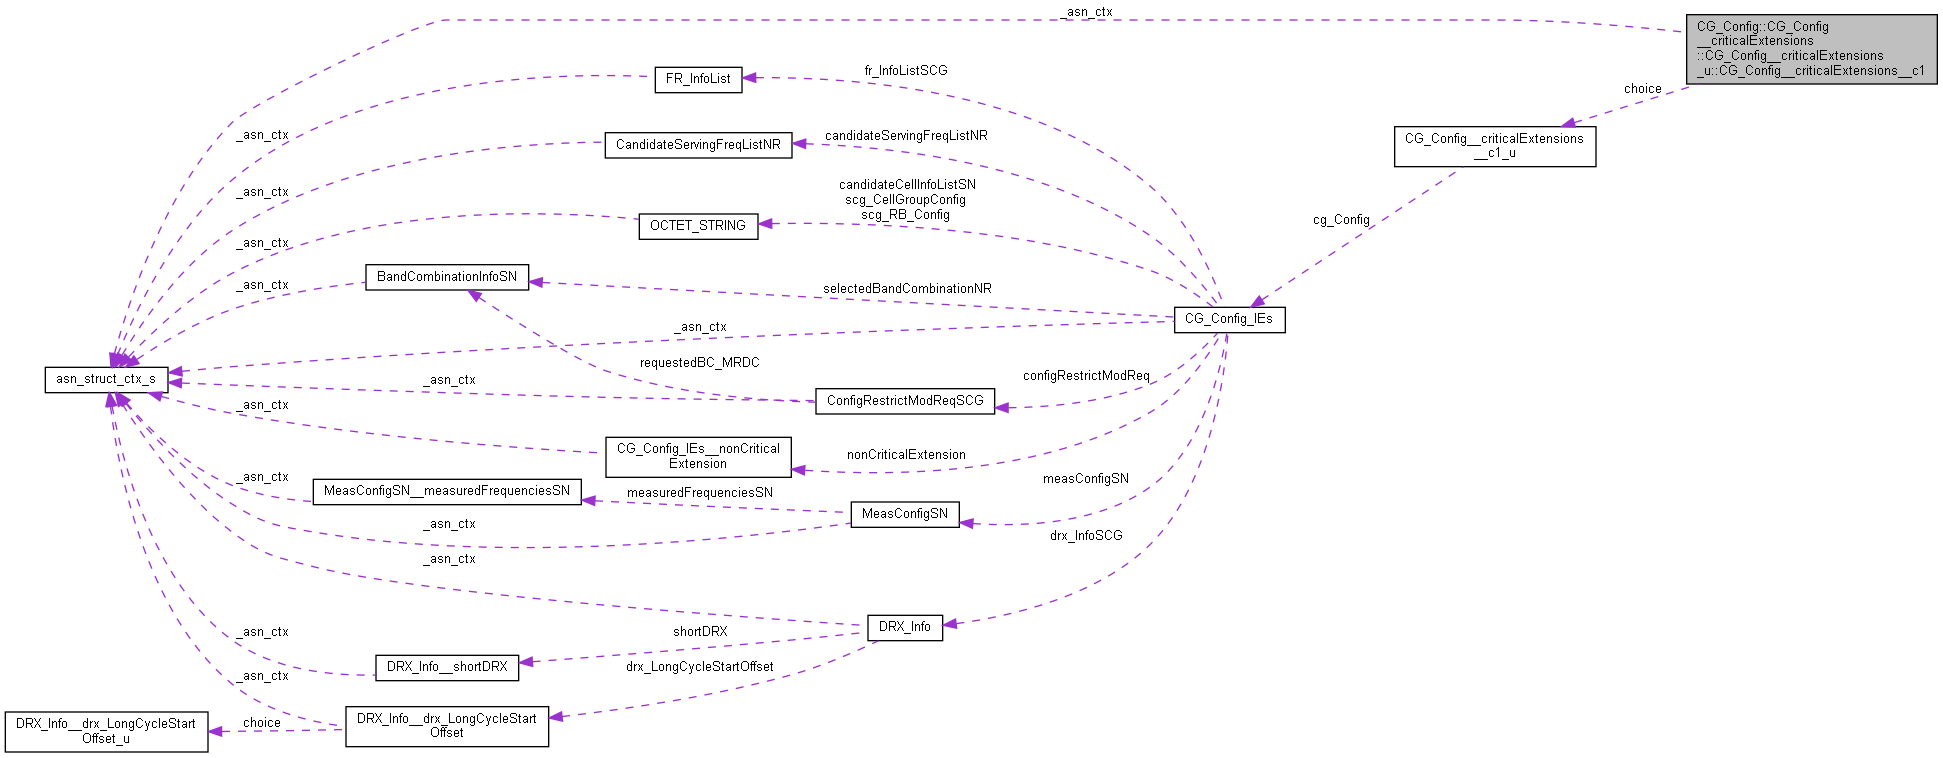 _asn_ctx
CG_Config::CG_Config
__criticalExtensions
::CG_Config__criticalExtensions
_u::CG_Config__criticalExtensions__c1
fr_InfoListSCG
FR_InfoList
choice
_asn_ctx
candidateServingFreqListNR
CandidateServingFreqListNR
CG_Config__criticalExtensions
__c1_u
_asn_ctx
candidateCellInfoListSN
scg_CellGroupConfig
scg_RB_Config
OCTET_STRING
cg_Config
_asn_ctx
BandCombinationInfoSN
_asn_ctx
selectedBandCombinationNR
CG_Config_IEs
_asn_ctx
requestedBC_MRDC
asn_struct_ctx_s
_asn_ctx
configRestrictModReq
ConfigRestrictModReqSCG
_asn_ctx
CG_Config_IEs__nonCritical
Extension
nonCriticalExtension
_asn_ctx
MeasConfigSN__measuredFrequenciesSN
measuredFrequenciesSN
measConfigSN
MeasConfigSN
_asn_ctx
drx_InfoSCG
_asn_ctx
DRX_Info
_asn_ctx
shortDRX
DRX_Info__shortDRX
drx_LongCycleStartOffset
_asn_ctx
DRX_Info__drx_LongCycleStart
Offset_u
choice
DRX_Info__drx_LongCycleStart
Offset